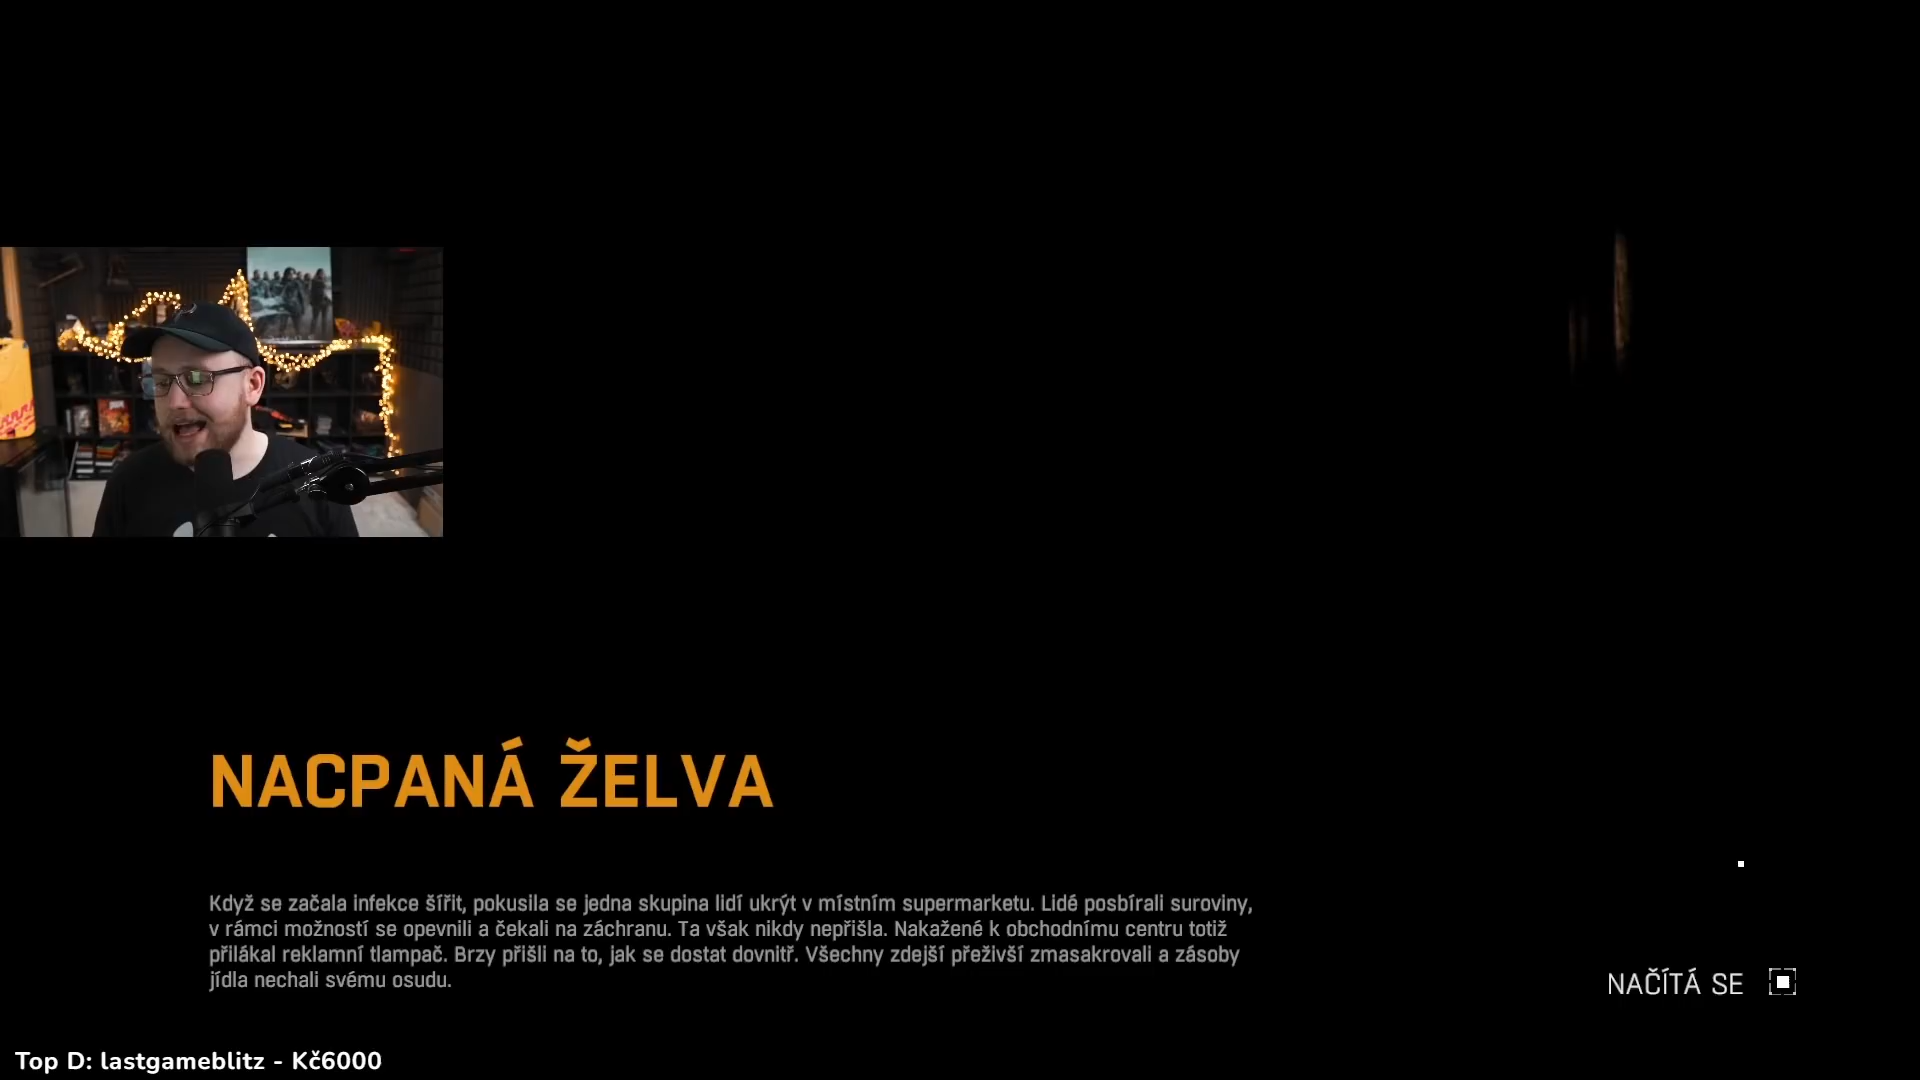 NACPANÁ ŽELVA
Když se začala infekce šířit, pokusila se jedna skupina lidí ukrýt v místním supermarketu. Lidé posbírali suroviny,
v rámci možností se opevnili a čekali na záchranu. Ta však nikdy nepřišla. Nakažené k obchodnímu centru totiž
přilákal reklamní tlampač. Brzy přišli na to, jak se dostat dovnitř. Všechny zdejší přeživší zmasakrovali a zásoby
jídla nechali svému osudu.
NAČÍTÁ SE
Top D: lastgameblitz - Kč6000